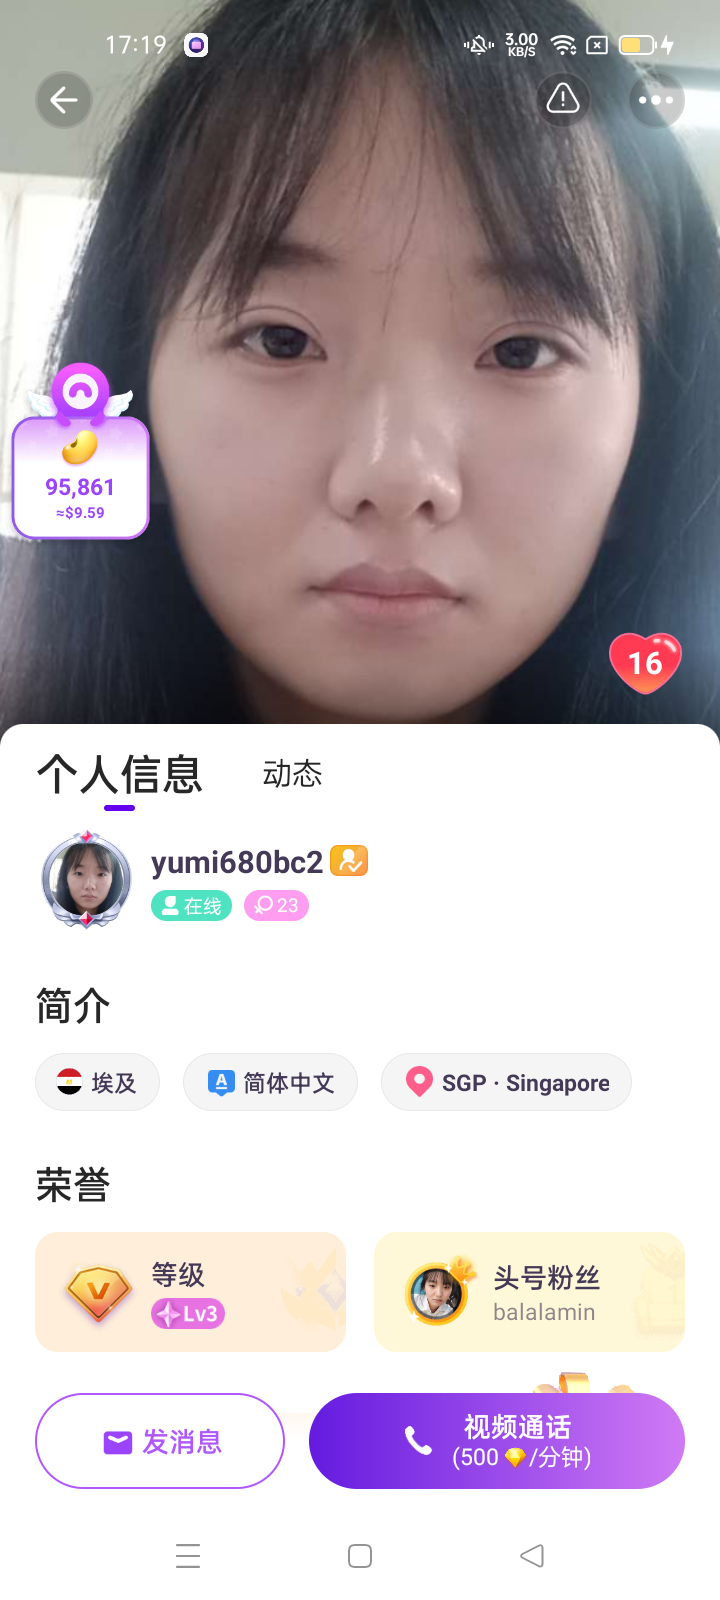 17:19
3.00
KB/S
95,861
≈$9.59
16
个人信息
动态
yumi680bc2
在线
23
简介
埃及
A 简体中文
SGP · Singapore
荣誉
等级
V
Lv3
头号粉丝
balalamin
发消息
视频通话
(500 /分钟)